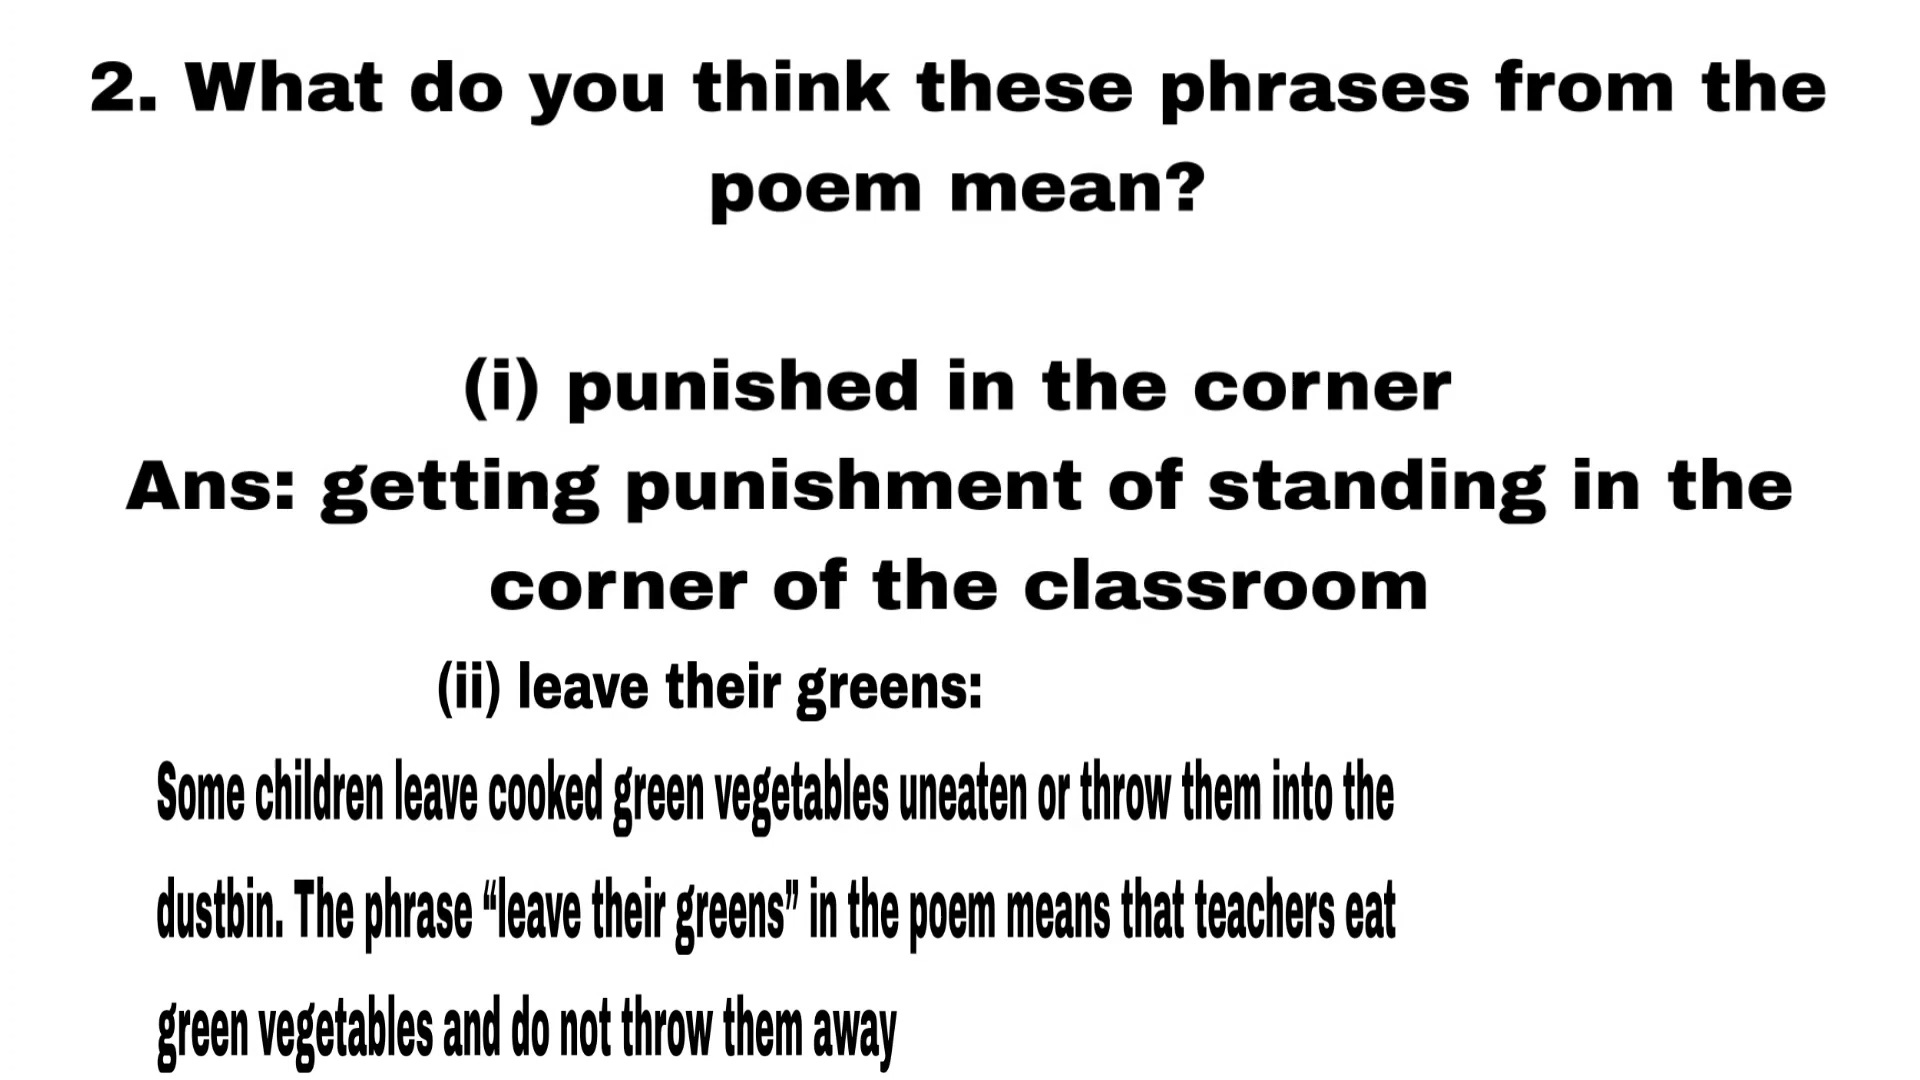 2. What do you think these phrases from the
poem mean?
(i) punished in the corner
Ans: getting punishment of standing in the
corner of the classroom
(ii) leave their greens:
Some children leave cooked green vegetables uneaten or throw them into the
dustbin. The phrase “leave their greens” in the poem means that teachers eat
green vegetables and do not throw them away